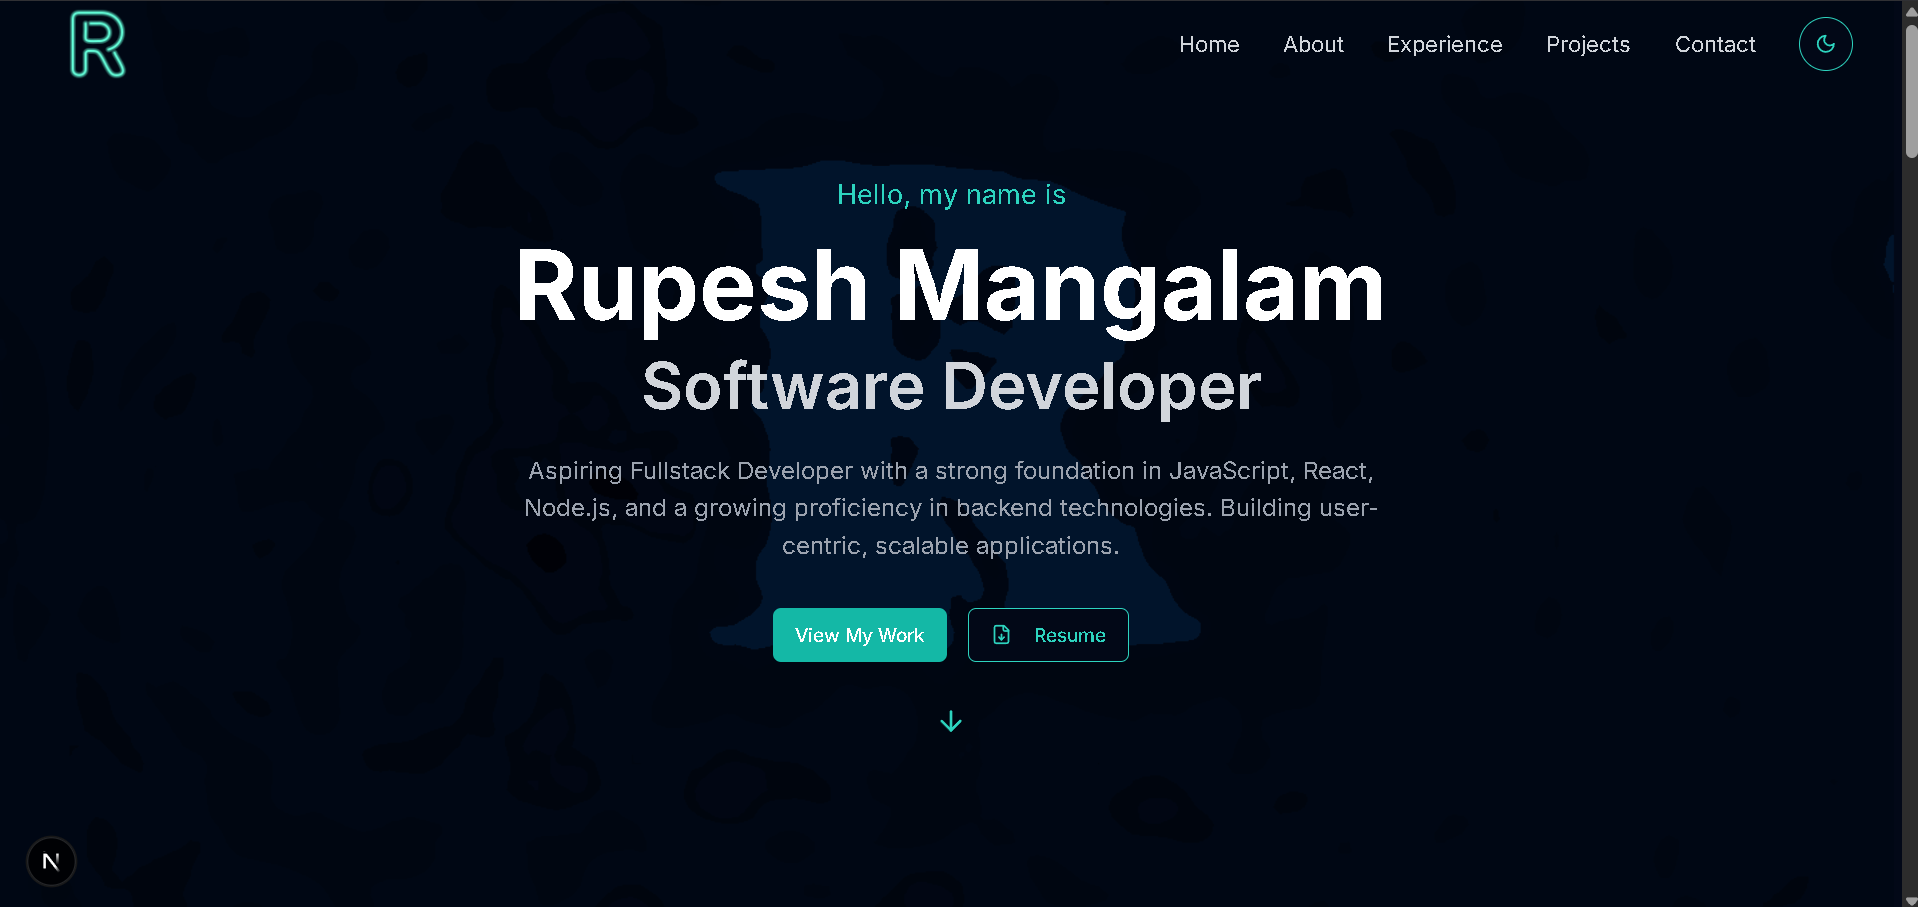 R
Home About Experience Projects Contact
Hello, my name is
Rupesh Mangalam
Software Developer
Aspiring Fullstack Developer with a strong foundation in JavaScript, React,
Node.js, and a growing proficiency in backend technologies. Building user-
centric, scalable applications.
View My Work Resume
N